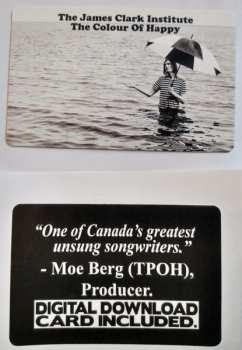 The James Clark Institute
The Colour Of Happy
“One of Canada’s greatest
unsung songwriters.”
- Moe Berg (TPOH),
Producer.
DIGITAL DOWNLOAD
CARD INCLUDED.